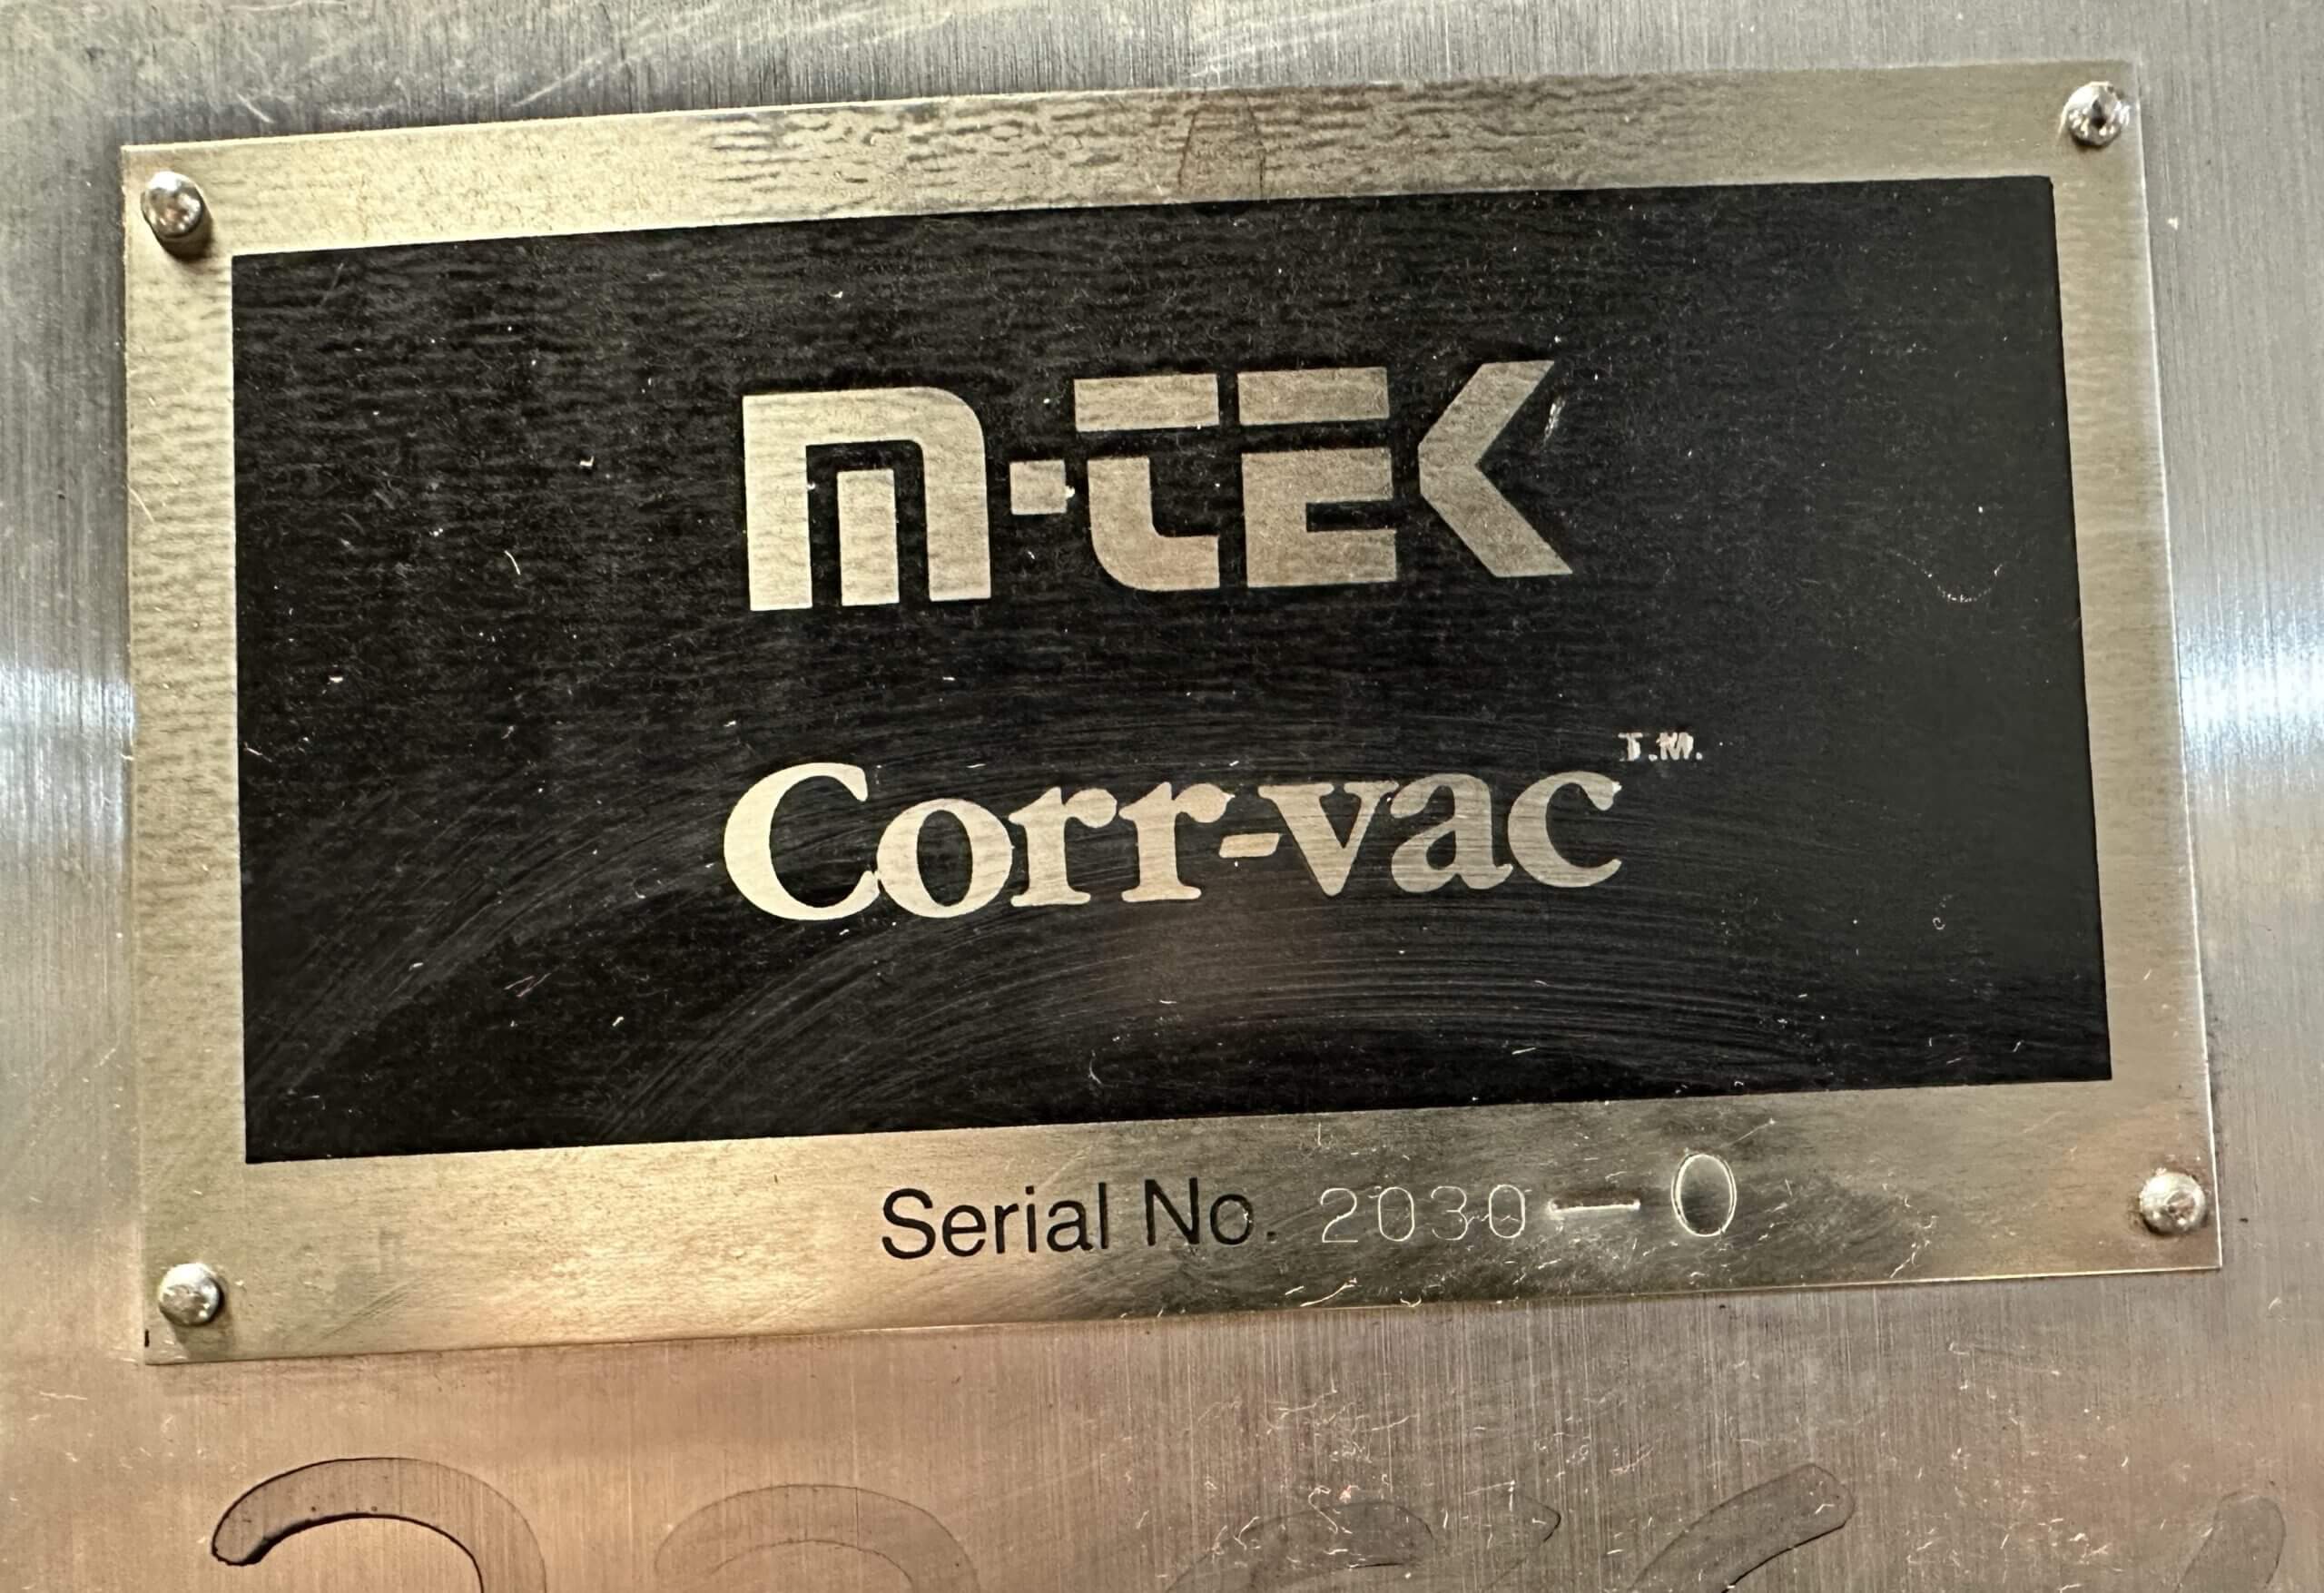 M-TEK
Corr-vac T.M.
Serial No. 2030-0